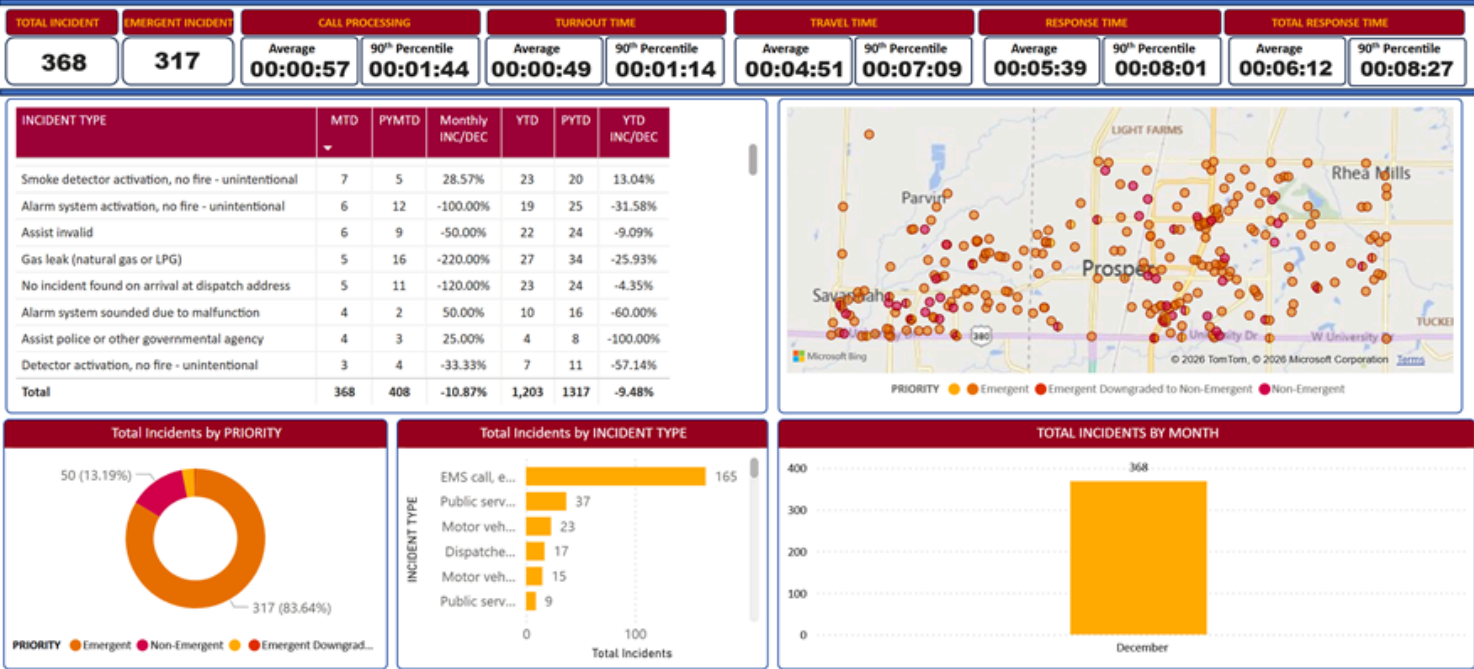 TOTAL INCIDENT
368
EMERGENT INCIDENT
317
CALL PROCESSING
Average 90th Percentile
00:00:57 00:01:44
TURNOUT TIME
Average 90th Percentile
00:00:49 00:01:14
TRAVEL TIME
Average 90th Percentile
00:04:51 00:07:09
RESPONSE TIME
Average 90th Percentile
00:05:39 00:08:01
TOTAL RESPONSE TIME
Average 90th Percentile
00:06:12 00:08:27
INCIDENT TYPE MTD PYMTD Monthly INC/DEC YTD PYTD YTD INC/DEC
Smoke detector activation, no fire - unintentional 7 5 28.57% 23 20 13.04%
Alarm system activation, no fire - unintentional 6 12 -100.00% 19 25 -31.58%
Assist invalid 6 9 -50.00% 22 24 -9.09%
Gas leak (natural gas or LPG) 5 16 -220.00% 27 34 -25.93%
No incident found on arrival at dispatch address 5 11 -120.00% 23 24 -4.35%
Alarm system sounded due to malfunction 4 2 50.00% 10 16 -60.00%
Assist police or other governmental agency 4 3 25.00% 4 8 -100.00%
Detector activation, no fire - unintentional 3 4 -33.33% 7 11 -57.14%
Total 368 408 -10.87% 1,203 1317 -9.48%
LIGHT FARMS
Rhea Mills
Parvin
Prosper
Savannah
TUCKE
380
W University Dr
Microsoft Bing
© 2026 TomTom, © 2026 Microsoft Corporation Terms
PRIORITY Emergent Emergent Downgraded to Non-Emergent Non-Emergent
Total Incidents by PRIORITY
50 (13.19%)
317 (83.64%)
PRIORITY Emergent Non-Emergent Emergent Downgrad...
Total Incidents by INCIDENT TYPE
INCIDENT TYPE
EMS call, e... 165
Public serv... 37
Motor veh... 23
Dispatche... 17
Motor veh... 15
Public serv... 9
0 100
Total Incidents
TOTAL INCIDENTS BY MONTH
400
300
200
100
0
368
December